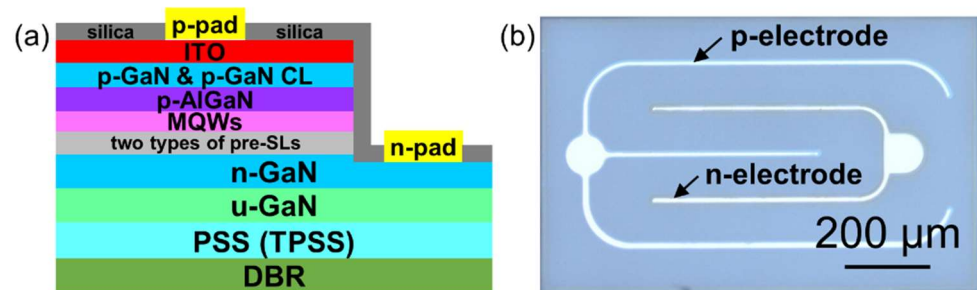 (a)
p-pad
silica
silica
ITO
p-GaN & p-GaN CL
p-AlGaN
MQWs
two types of pre-SLs
n-pad
n-GaN
u-GaN
PSS (TPSS)
DBR
(b)
p-electrode
n-electrode
200 μm